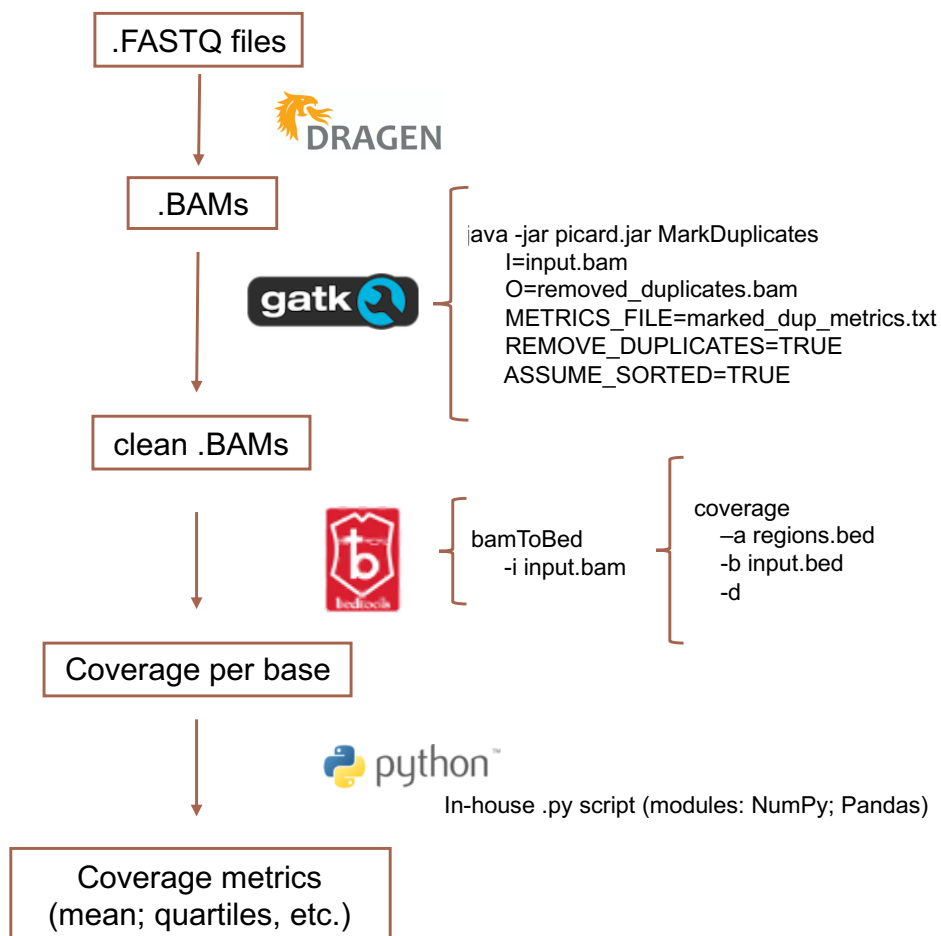 .FASTQ files
DRAGEN
.BAMs
java -jar picard.jar MarkDuplicates
I=input.bam
O=removed_duplicates.bam
METRICS_FILE=marked_dup_metrics.txt
REMOVE_DUPLICATES=TRUE
ASSUME_SORTED=TRUE
gatk
clean .BAMs
b
bedtools
bamToBed
-i input.bam
coverage
–a regions.bed
-b input.bed
-d
Coverage per base
python™
In-house .py script (modules: NumPy; Pandas)
Coverage metrics
(mean; quartiles, etc.)